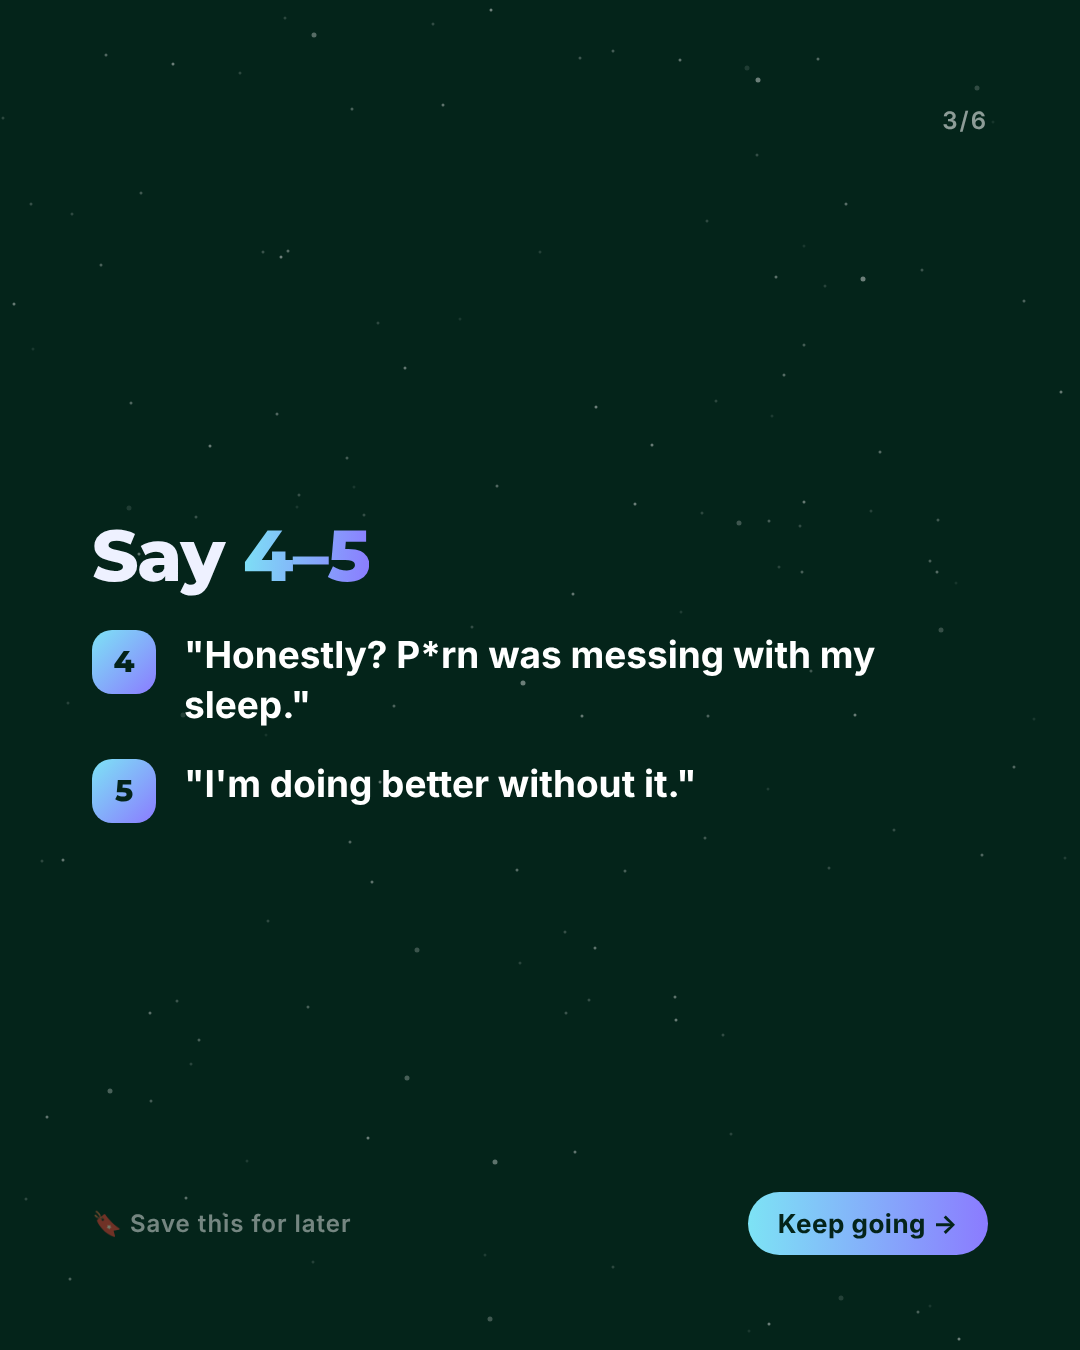 3/6
Say 4–5
4 "Honestly? P*rn was messing with my
sleep."
5 "I'm doing better without it."
Save this for later
Keep going →